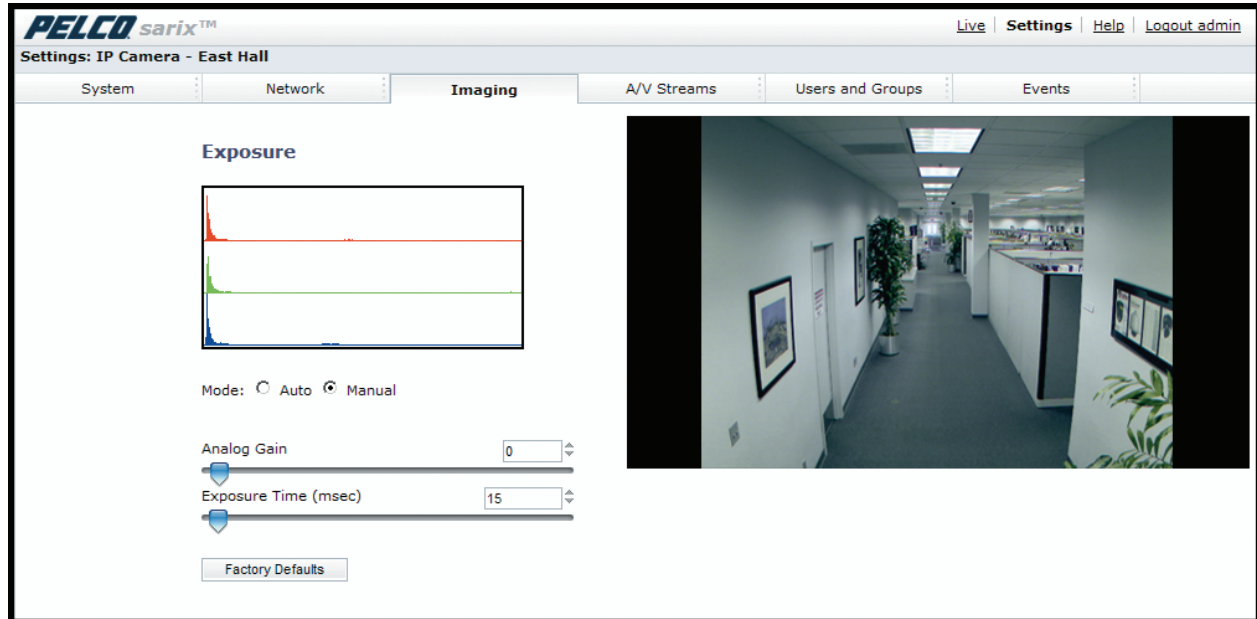 PELCO sarix™
Live | Settings | Help | Logout admin
Settings: IP Camera - East Hall
System Network Imaging A/V Streams Users and Groups Events
Exposure
Mode: Auto Manual
Analog Gain 0
Exposure Time (msec) 15
Factory Defaults